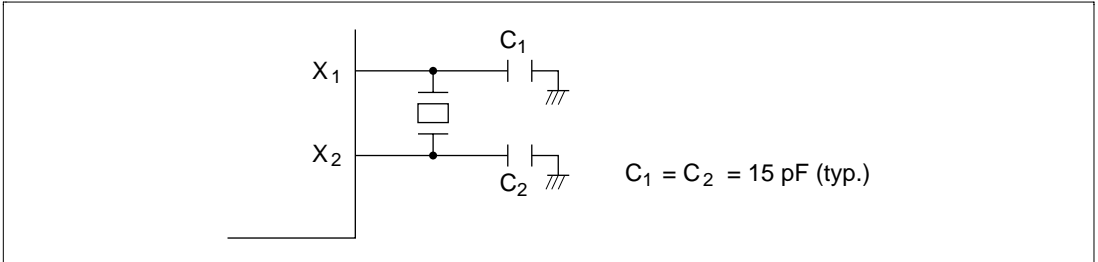 C1
X1
X2
C2
C1 = C2 = 15 pF (typ.)